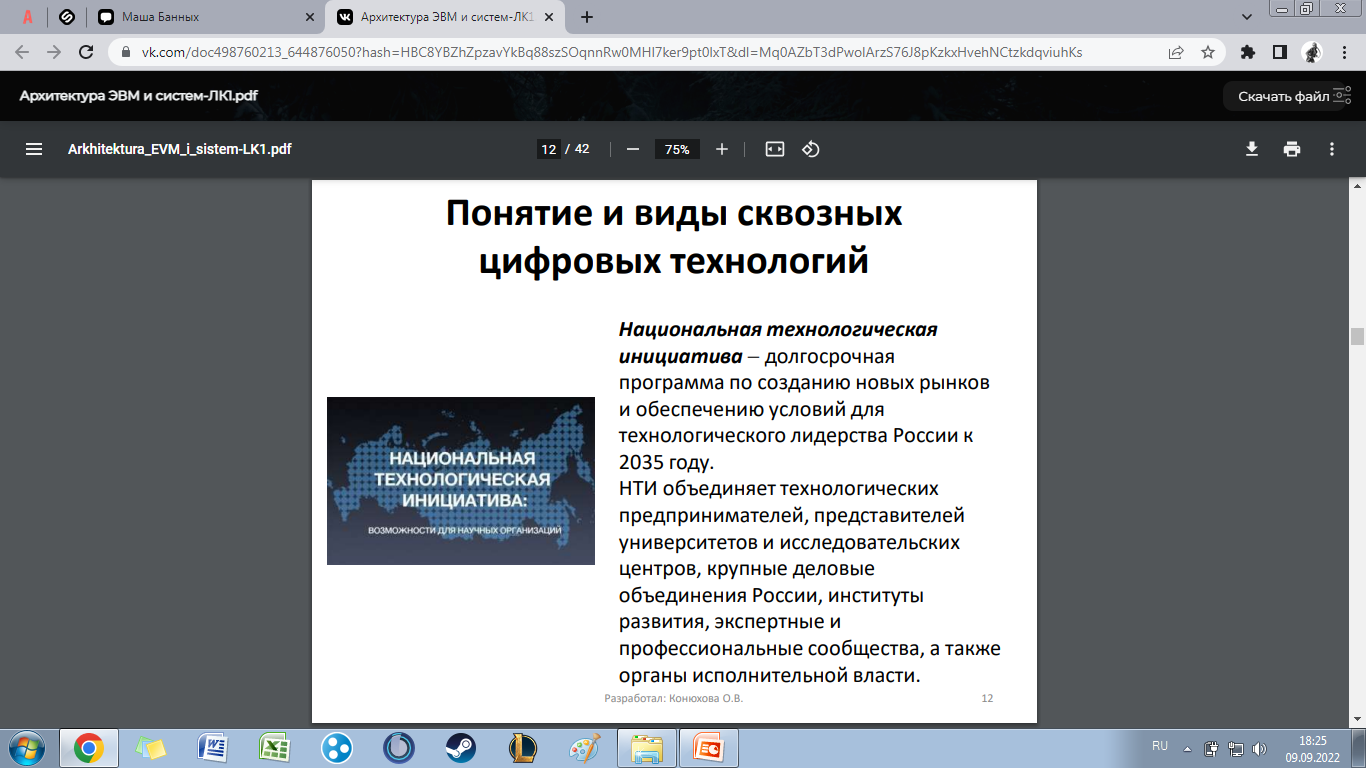 Маша Банных
Архитектура ЭВМ и систем-ЛК1
vk.com/doc498760213_644876050?hash=HBC8YBZhZpzavYkBq88szSOqnnRw0MHl7ker9pt0lxT&dl=Mq0AZbT3dPwoIArzS76J8pKzkxHvehNCtzkdqviuhKs
Архитектура ЭВМ и систем-ЛК1.pdf
Скачать файл
Arkhitektura_EVM_i_sistem-LK1.pdf
12 / 42
75%
Понятие и виды сквозных
цифровых технологий
Национальная технологическая
инициатива – долгосрочная
программа по созданию новых рынков
и обеспечению условий для
технологического лидерства России к
2035 году.
НТИ объединяет технологических
предпринимателей, представителей
университетов и исследовательских
центров, крупные деловые
объединения России, институты
развития, экспертные и
профессиональные сообщества, а также
органы исполнительной власти.
НАЦИОНАЛЬНАЯ
ТЕХНОЛОГИЧЕСКАЯ
ИНИЦИАТИВА:
ВОЗМОЖНОСТИ ДЛЯ НАУЧНЫХ ОРГАНИЗАЦИЙ
Разработал: Конюхова О.В.
12
RU
18:25
09.09.2022